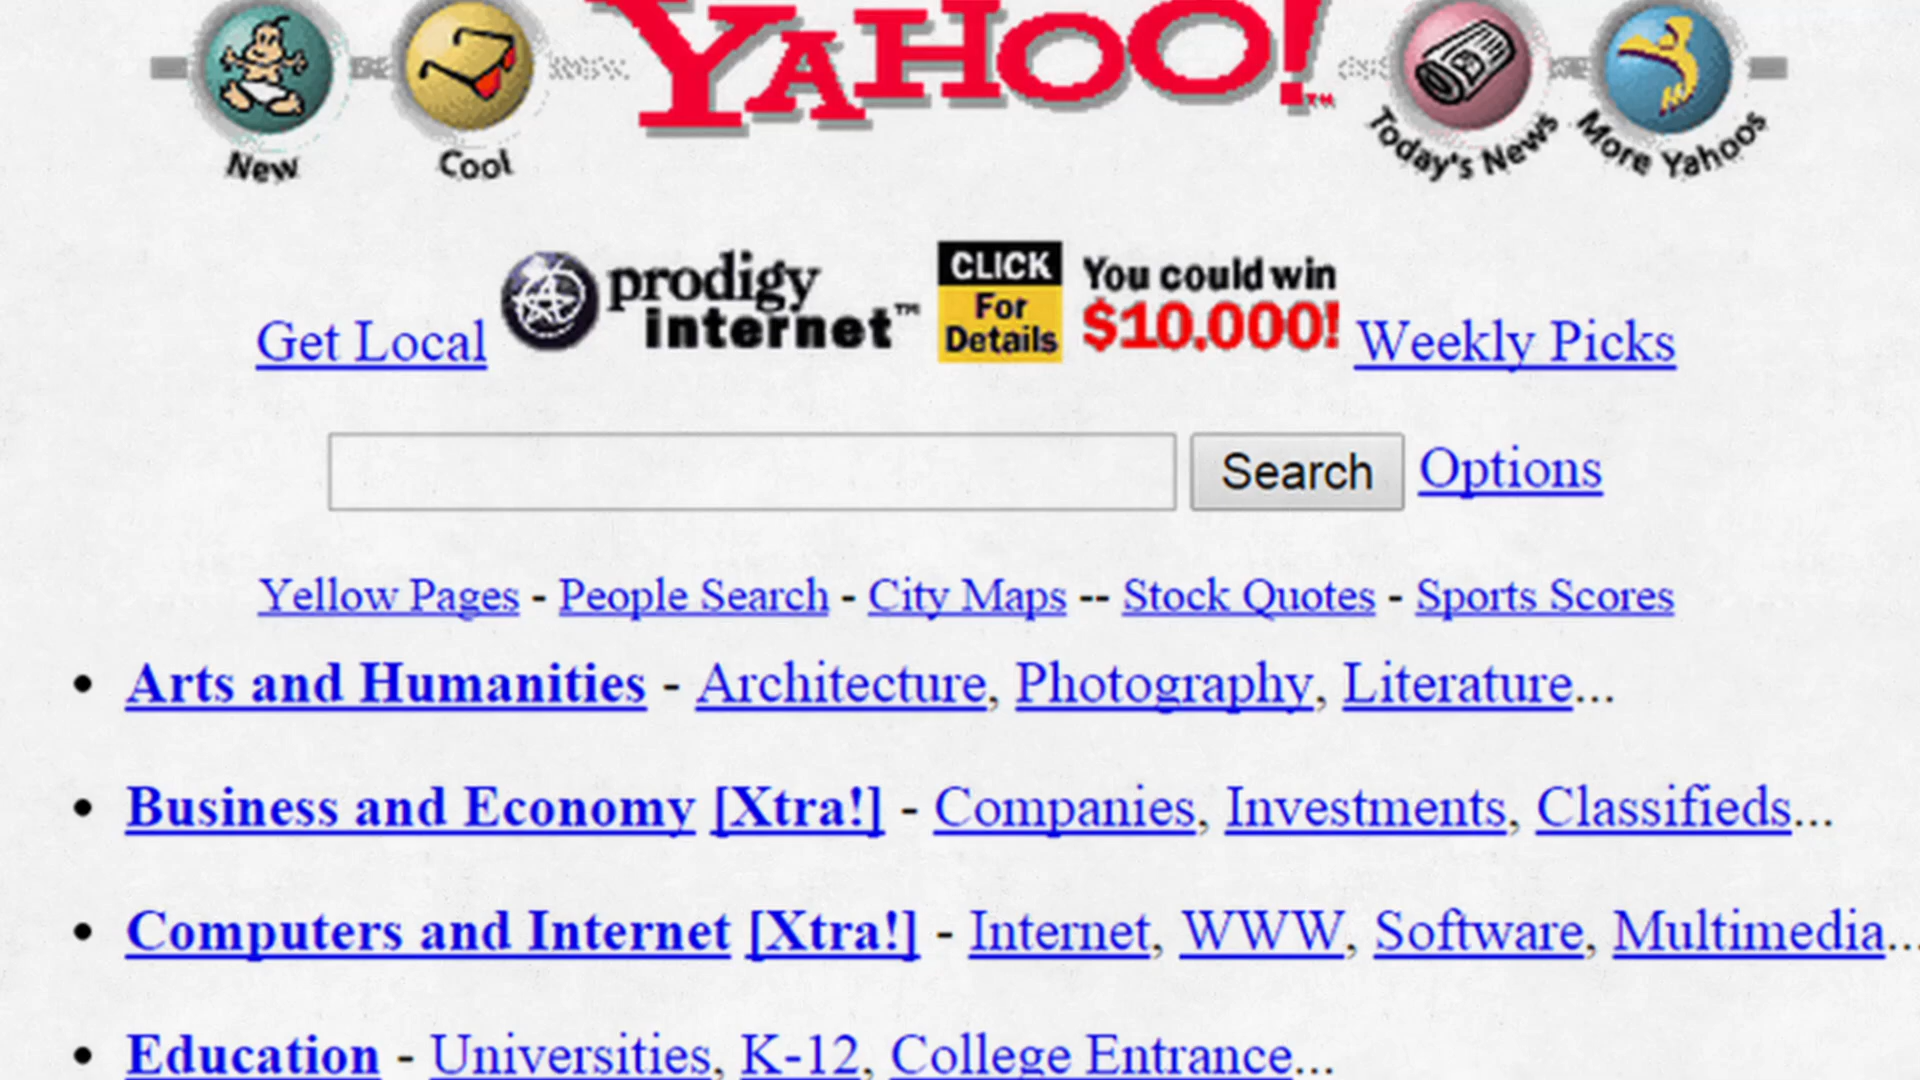 YAHOO!™
New
Cool
Today's News
More Yahoos
Get Local
prodigy internet™
CLICK For Details
You could win $10,000!
Weekly Picks
Search
Options
Yellow Pages - People Search - City Maps -- Stock Quotes - Sports Scores
• Arts and Humanities - Architecture, Photography, Literature...
• Business and Economy [Xtra!] - Companies, Investments, Classifieds...
• Computers and Internet [Xtra!] - Internet, WWW, Software, Multimedia...
• Education - Universities, K-12, College Entrance...